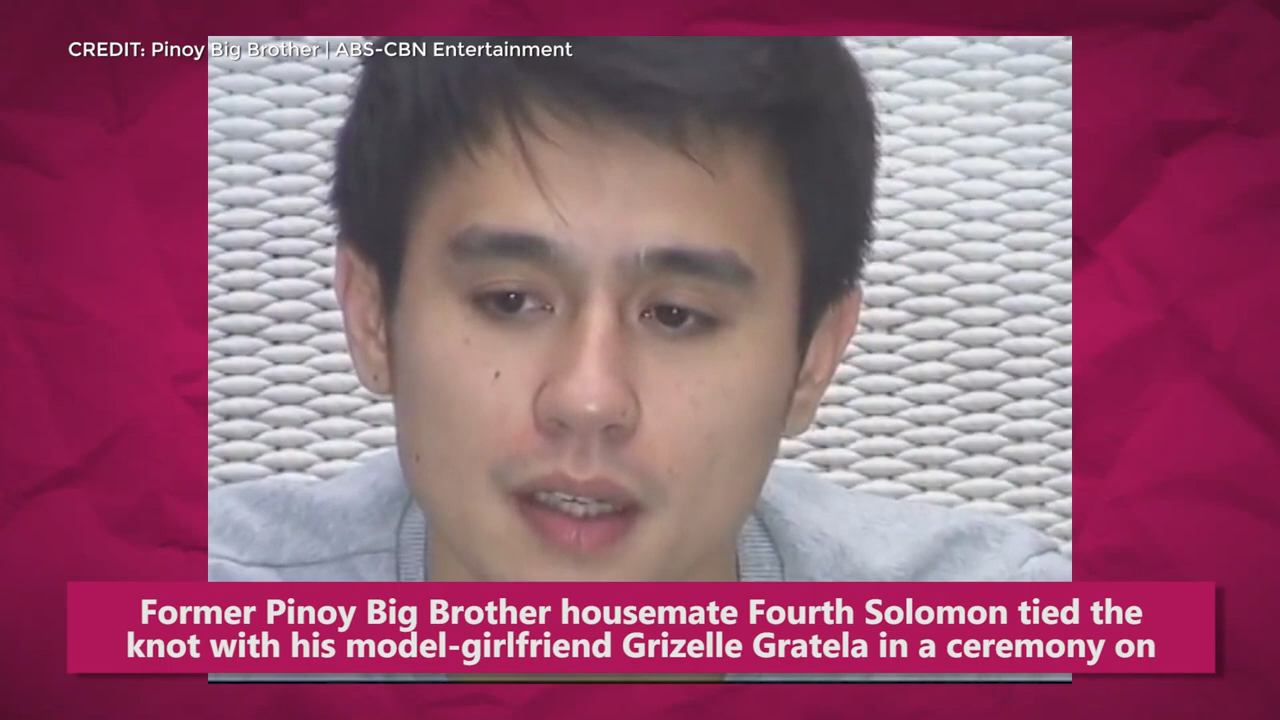 CREDIT: Pinoy Big Brother | ABS-CBN Entertainment
Former Pinoy Big Brother housemate Fourth Solomon tied the
knot with his model-girlfriend Grizelle Gratela in a ceremony on